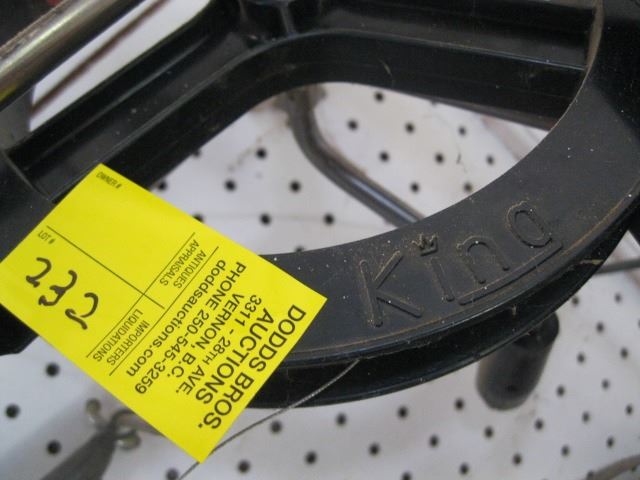 King
OWNER #
LOT #
232
ANTIQUES
APPRAISALS
IMPORTERS
LIQUIDATIONS
DODDS BROS.
AUCTIONS
3311 - 28TH AVE.
VERNON B.C.
PHONE 250-545-3259
doddsauctions.com